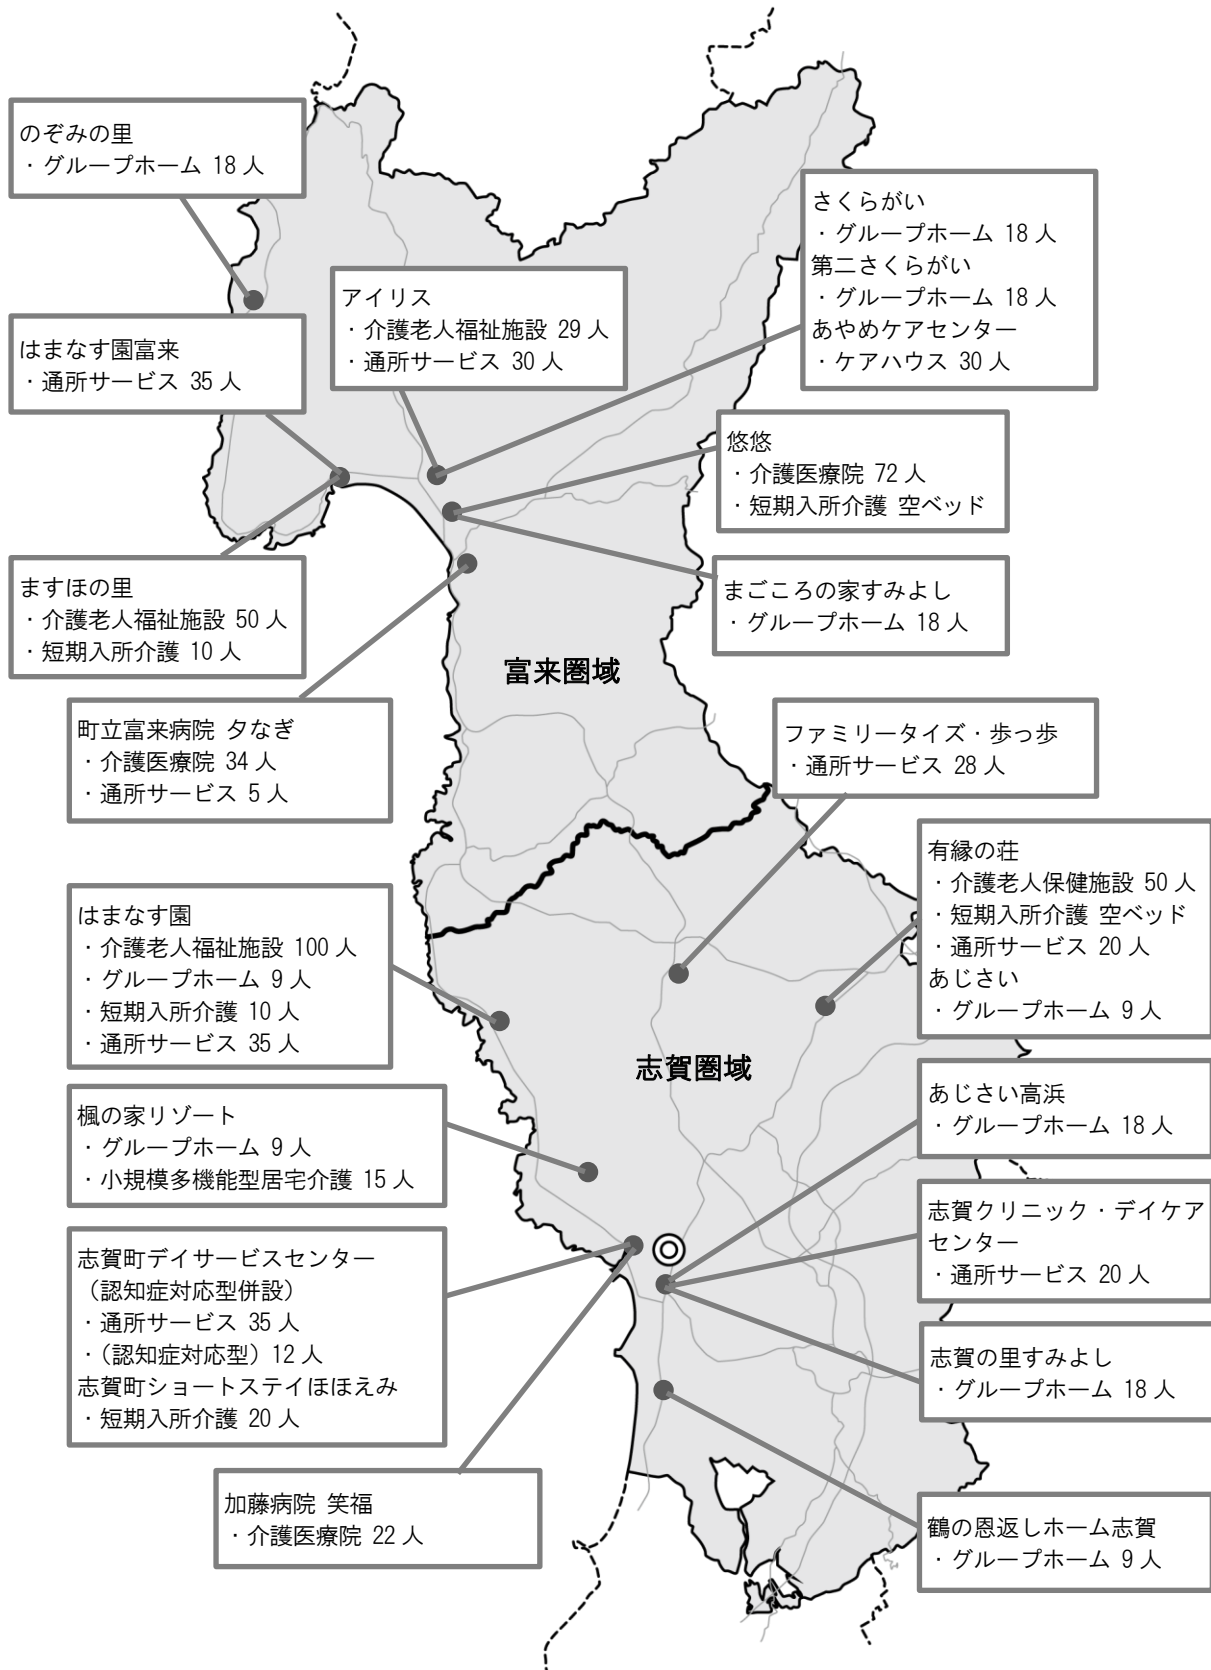 のぞみの里
・グループホーム 18 人
さくらがい
・グループホーム 18 人
第二さくらがい
・グループホーム 18 人
あやめケアセンター
・ケアハウス 30 人
アイリス
・介護老人福祉施設 29 人
・通所サービス 30 人
はまなす園富来
・通所サービス 35 人
悠悠
・介護医療院 72 人
・短期入所介護 空ベッド
ますほの里
・介護老人福祉施設 50 人
・短期入所介護 10 人
まごころの家すみよし
・グループホーム 18 人
富来圏域
町立富来病院 夕なぎ
・介護医療院 34 人
・通所サービス 5 人
ファミリータイズ・歩っ歩
・通所サービス 28 人
有縁の荘
・介護老人保健施設 50 人
・短期入所介護 空ベッド
・通所サービス 20 人
あじさい
・グループホーム 9 人
はまなす園
・介護老人福祉施設 100 人
・グループホーム 9 人
・短期入所介護 10 人
・通所サービス 35 人
志賀圏域
あじさい高浜
・グループホーム 18 人
楓の家リゾート
・グループホーム 9 人
・小規模多機能型居宅介護 15 人
志賀クリニック・デイケア
センター
・通所サービス 20 人
志賀町デイサービスセンター
（認知症対応型併設）
・通所サービス 35 人
・（認知症対応型）12 人
志賀町ショートステイほほえみ
・短期入所介護 20 人
志賀の里すみよし
・グループホーム 18 人
加藤病院 笑福
・介護医療院 22 人
鶴の恩返しホーム志賀
・グループホーム 9 人